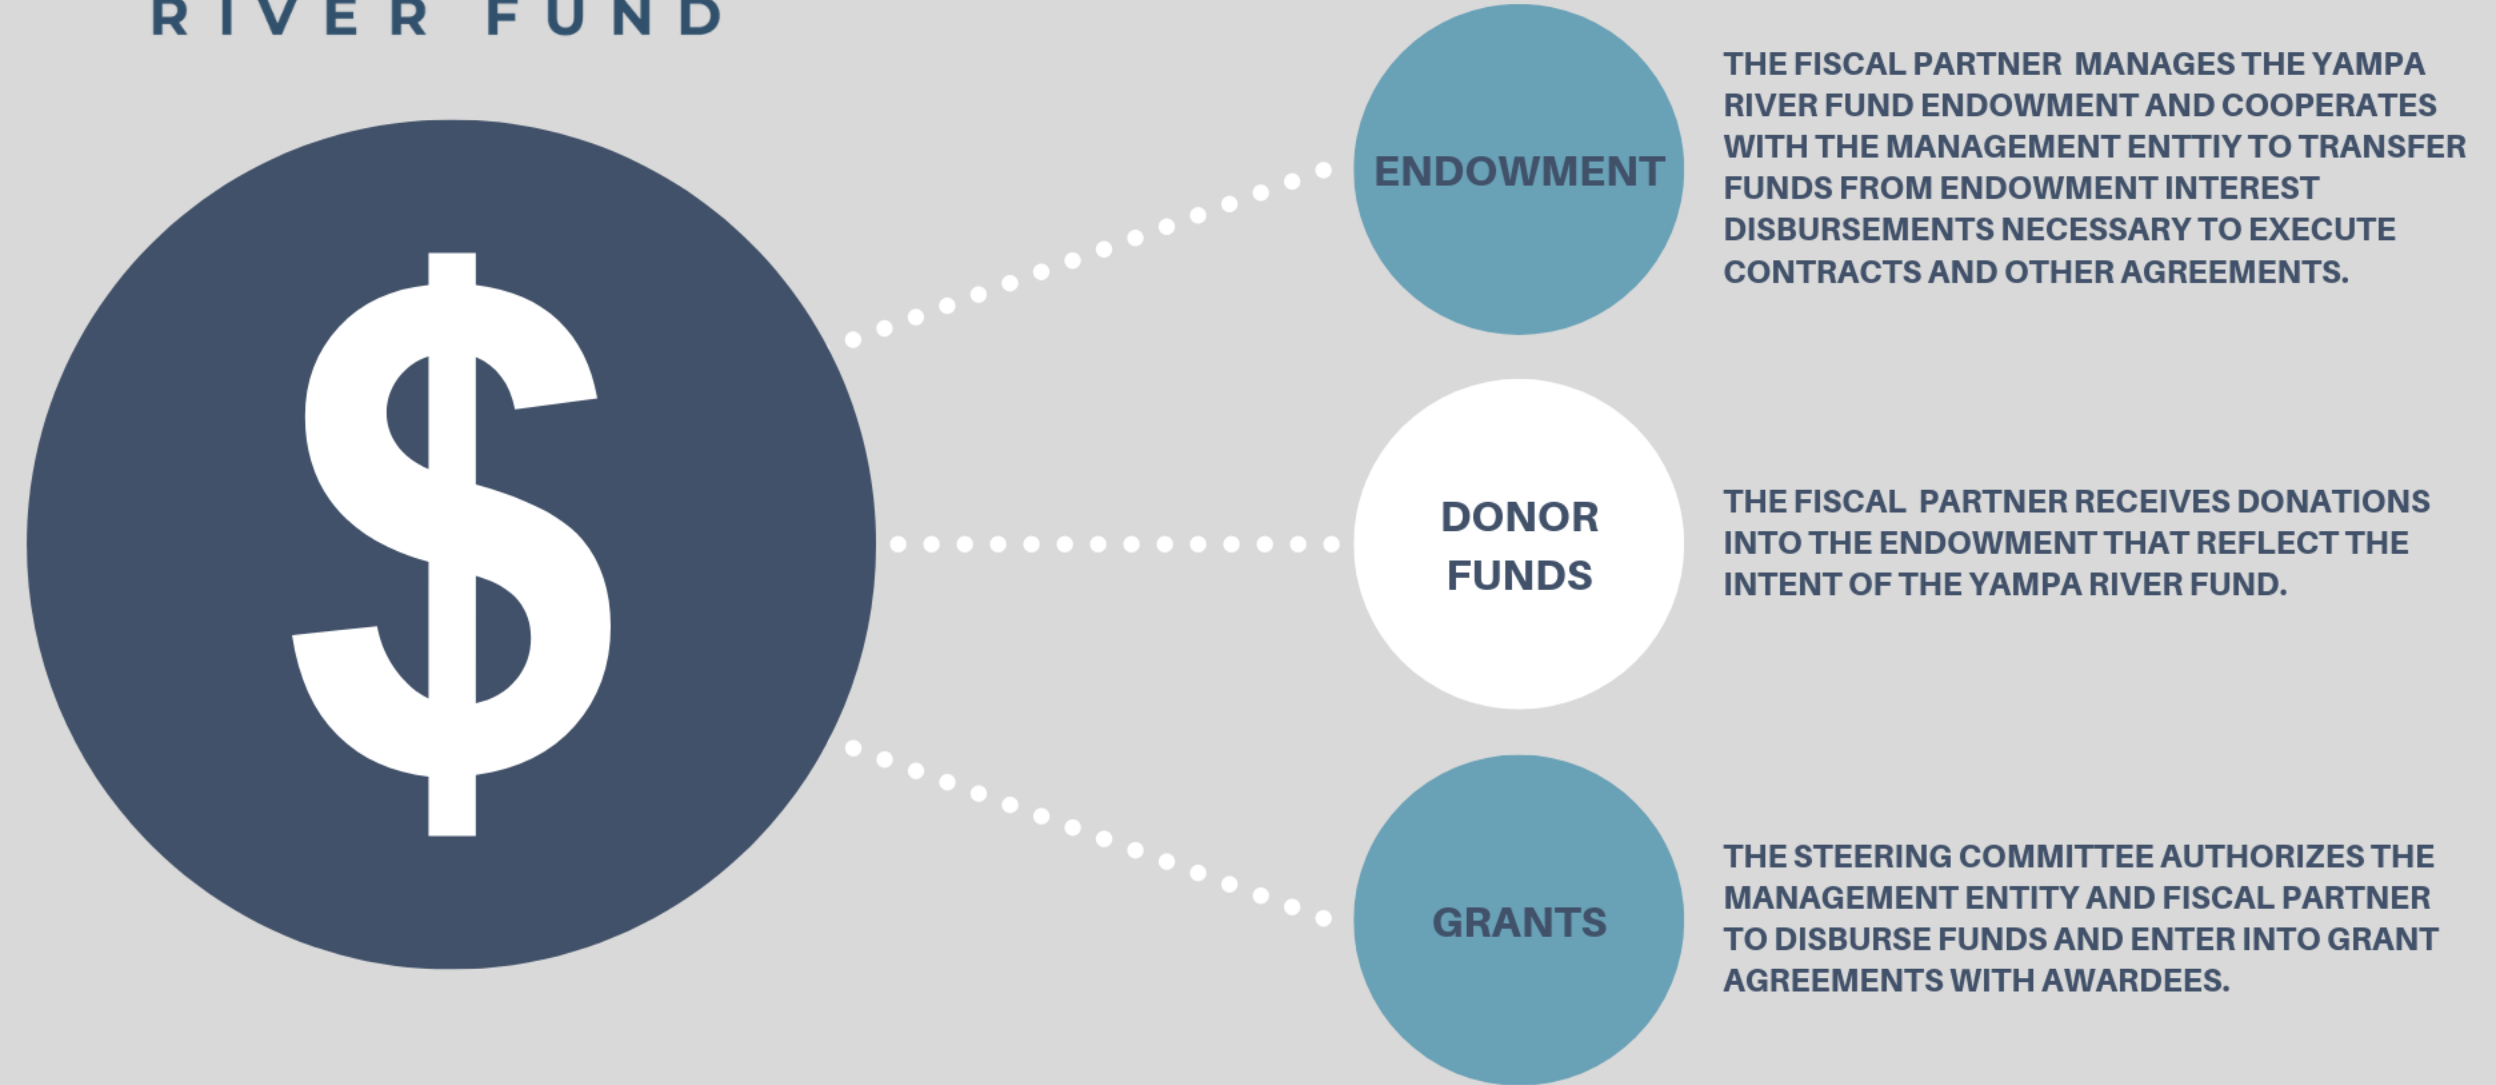 RIVER FUND
$
ENDOWMENT
THE FISCAL PARTNER MANAGES THE YAMPA
RIVER FUND ENDOWMENT AND COOPERATES
WITH THE MANAGEMENT ENTTIY TO TRANSFER
FUNDS FROM ENDOWMENT INTEREST
DISBURSEMENTS NECESSARY TO EXECUTE
CONTRACTS AND OTHER AGREEMENTS.
DONOR
FUNDS
THE FISCAL PARTNER RECEIVES DONATIONS
INTO THE ENDOWMENT THAT REFLECT THE
INTENT OF THE YAMPA RIVER FUND.
GRANTS
THE STEERING COMMITTEE AUTHORIZES THE
MANAGEMENT ENTITY AND FISCAL PARTNER
TO DISBURSE FUNDS AND ENTER INTO GRANT
AGREEMENTS WITH AWARDEES.